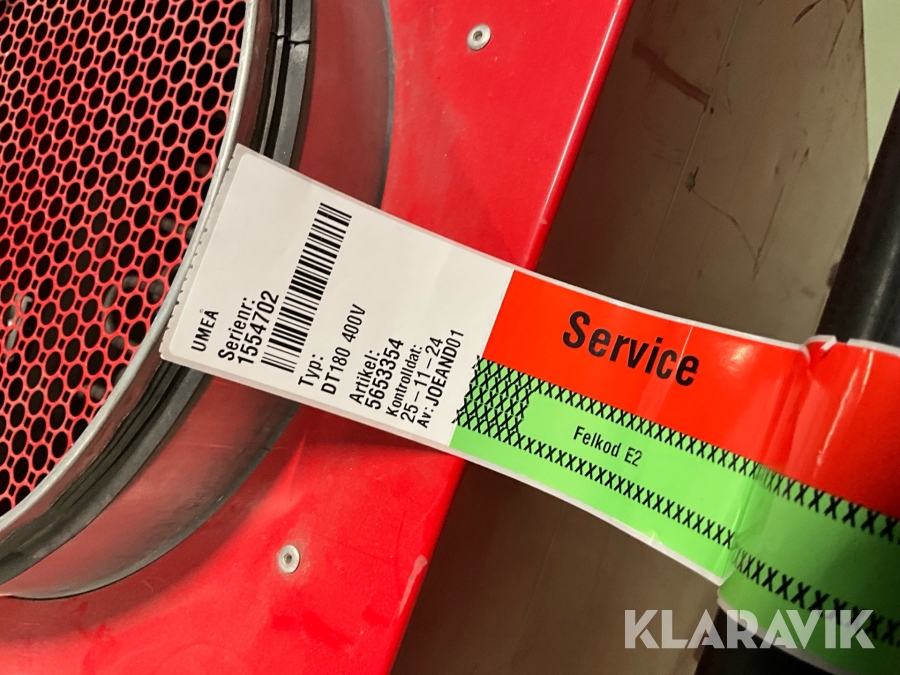 UMEÅ
Serienr:
1554702
Typ:
DT180 400V
Artikel:
5653354
Kontrolldat:
25-11-24
Av: JOEAND01
Service
Felkod E2
KLARAVIK